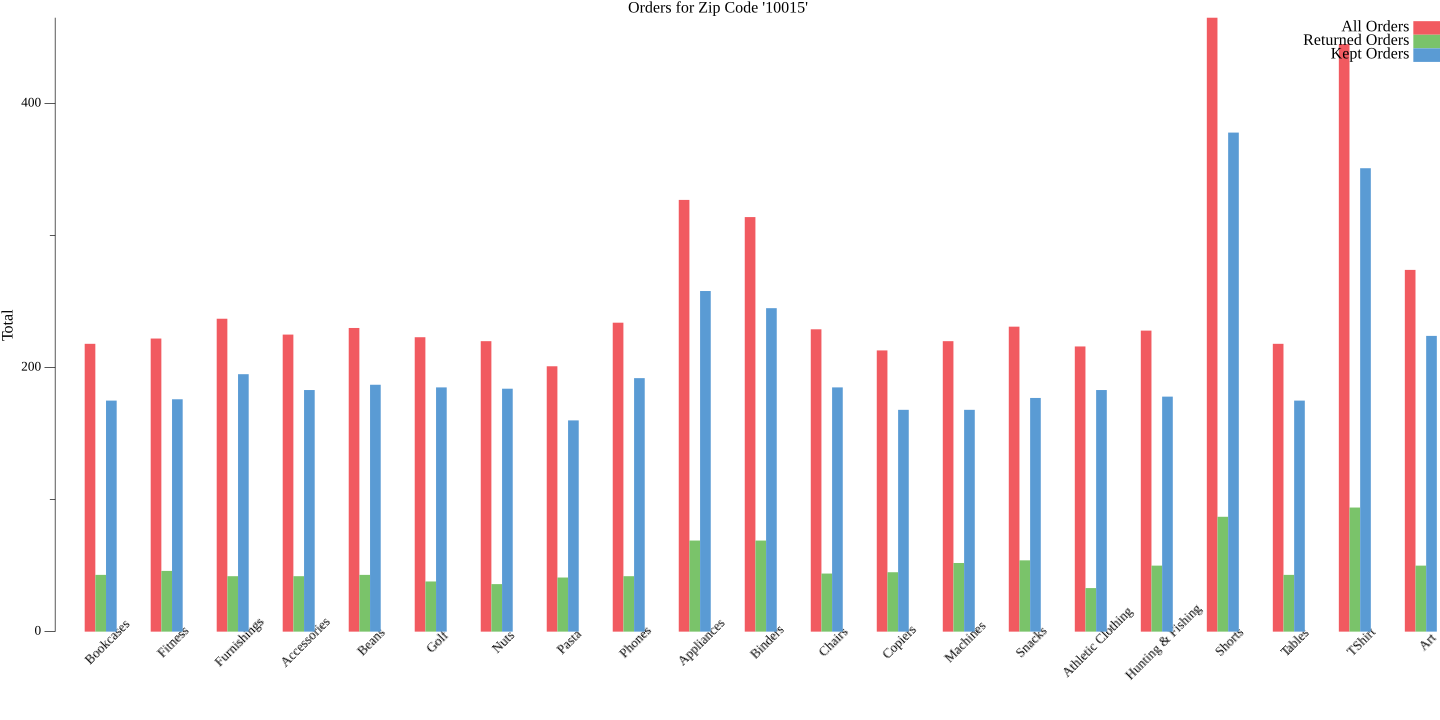 Orders for Zip Code '10015'
All Orders
Returned Orders
Kept Orders
Total
400
200
0
Bookcases
Fitness
Furnishings
Accessories
Beans
Golf
Nuts
Pasta
Phones
Appliances
Binders
Chairs
Copiers
Machines
Snacks
Athletic Clothing
Hunting & Fishing
Shorts
Tables
TShirt
Art